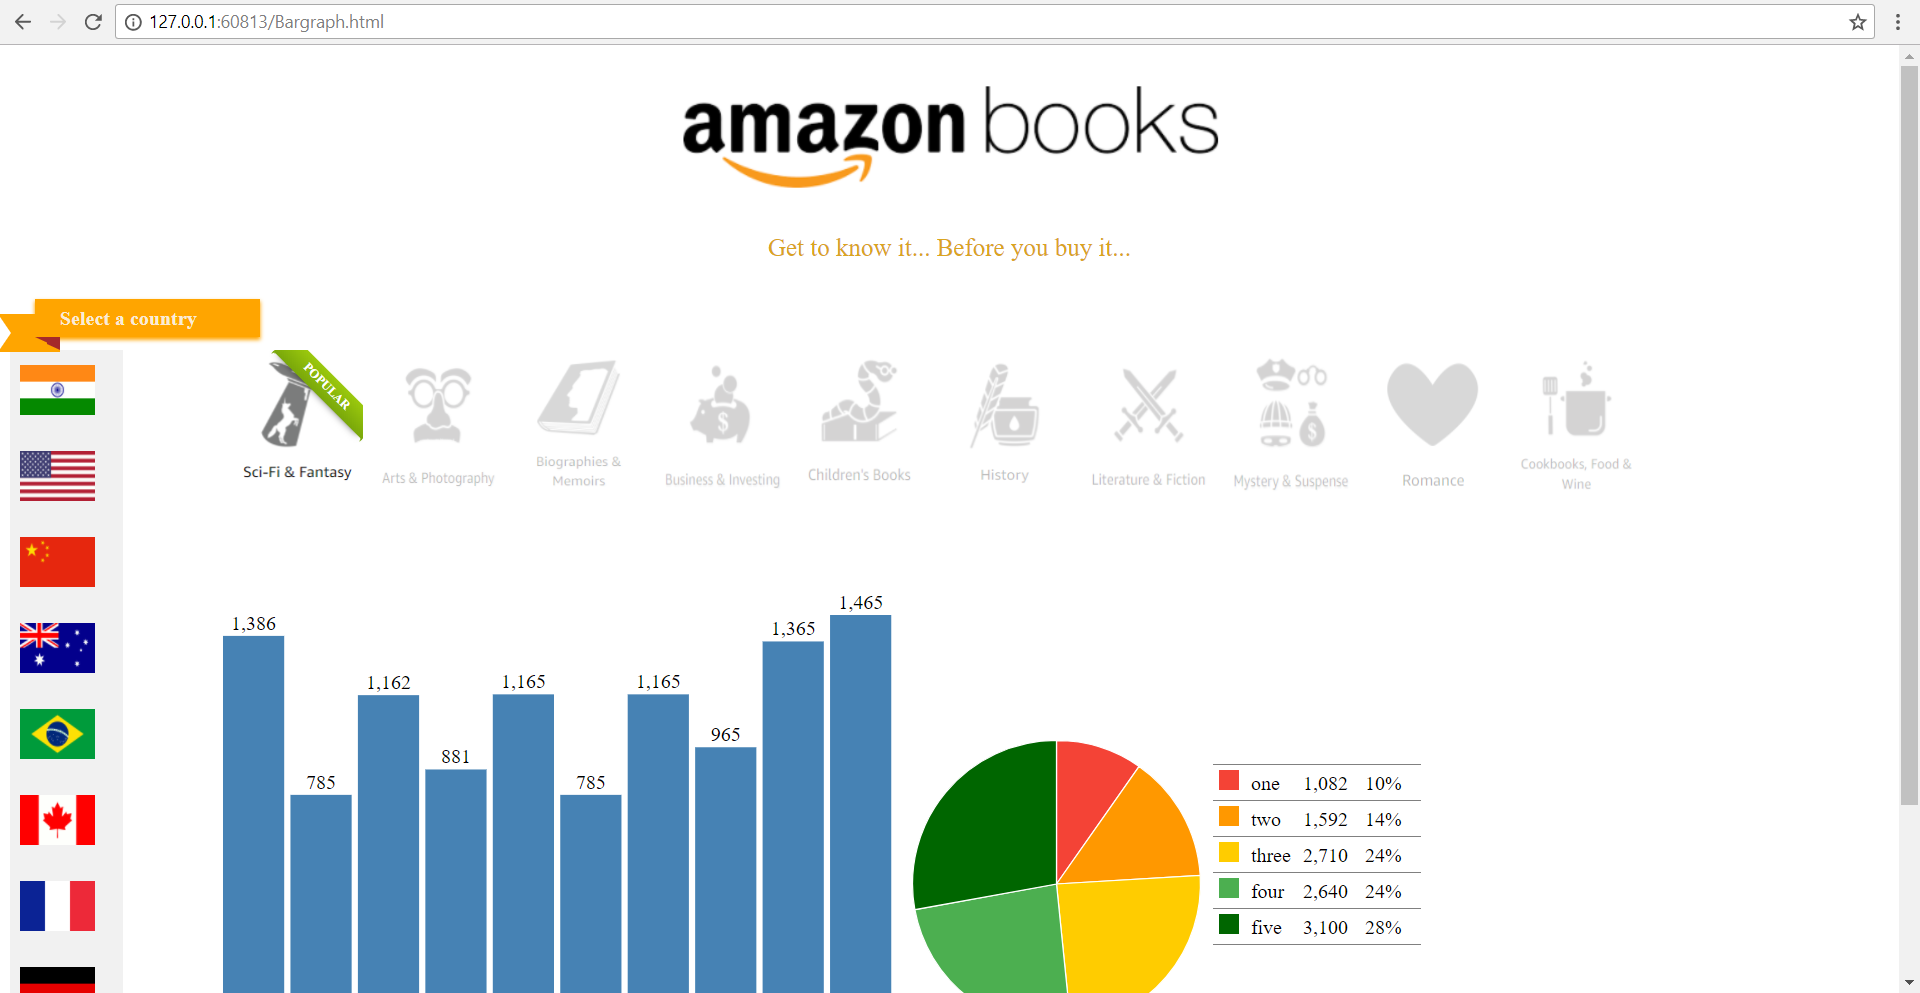 127.0.0.1:60813/Bargraph.html
amazon books
Get to know it... Before you buy it...
Select a country
POPULAR
Sci-Fi & Fantasy
Arts & Photography
Biographies &
Memoirs
Business & Investing
Children's Books
History
Literature & Fiction
Mystery & Suspense
Romance
Cookbooks, Food &
Wine
1,386
785
1,162
881
1,165
785
1,165
965
1,365
1,465
one 1,082 10%
two 1,592 14%
three 2,710 24%
four 2,640 24%
five 3,100 28%